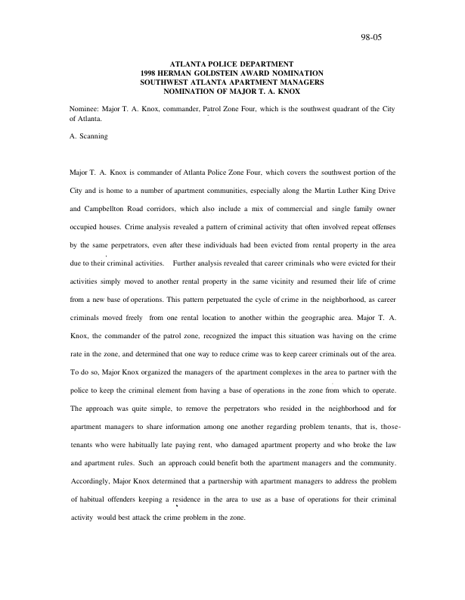 98-05
ATLANTA POLICE DEPARTMENT
1998 HERMAN GOLDSTEIN AWARD NOMINATION
SOUTHWEST ATLANTA APARTMENT MANAGERS
NOMINATION OF MAJOR T. A. KNOX
Nominee: Major T. A. Knox, commander, Patrol Zone Four, which is the southwest quadrant of the City
of Atlanta.
A. Scanning
Major T. A. Knox is commander of Atlanta Police Zone Four, which covers the southwest portion of the
City and is home to a number of apartment communities, especially along the Martin Luther King Drive
and Campbellton Road corridors, which also include a mix of commercial and single family owner
occupied houses. Crime analysis revealed a pattern of criminal activity that often involved repeat offenses
by the same perpetrators, even after these individuals had been evicted from rental property in the area
due to their criminal activities. Further analysis revealed that career criminals who were evicted for their
activities simply moved to another rental property in the same vicinity and resumed their life of crime
from a new base of operations. This pattern perpetuated the cycle of crime in the neighborhood, as career
criminals moved freely from one rental location to another within the geographic area. Major T. A.
Knox, the commander of the patrol zone, recognized the impact this situation was having on the crime
rate in the zone, and determined that one way to reduce crime was to keep career criminals out of the area.
To do so, Major Knox organized the managers of the apartment complexes in the area to partner with the
police to keep the criminal element from having a base of operations in the zone from which to operate.
The approach was quite simple, to remove the perpetrators who resided in the neighborhood and for
apartment managers to share information among one another regarding problem tenants, that is, those-
tenants who were habitually late paying rent, who damaged apartment property and who broke the law
and apartment rules. Such an approach could benefit both the apartment managers and the community.
Accordingly, Major Knox determined that a partnership with apartment managers to address the problem
of habitual offenders keeping a residence in the area to use as a base of operations for their criminal
activity would best attack the crime problem in the zone.